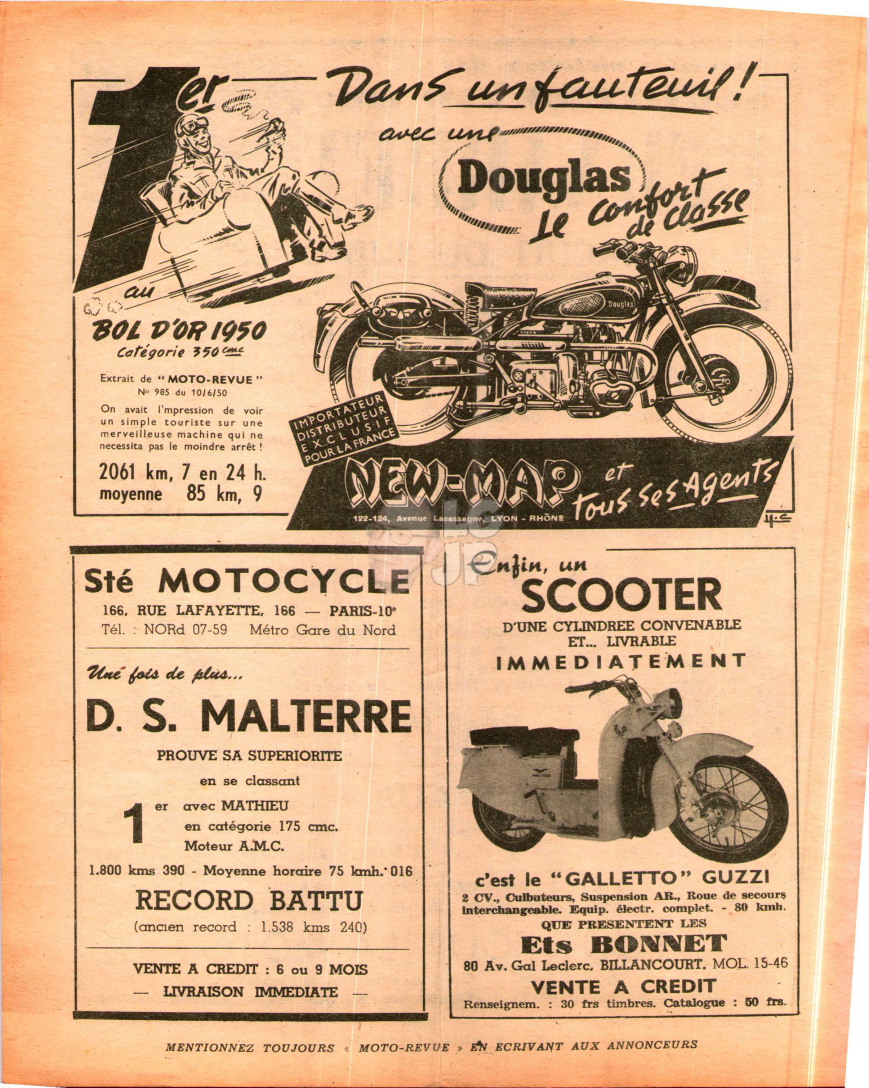 1er
Dans un fauteuil !
avec une
Douglas
Le confort
de classe
au
BOL D'OR 1950
Catégorie 350 cmc
Extrait de "MOTO-REVUE"
No 985 du 10/6/50
On avait l'mpression de voir
un simple touriste sur une
merveilleuse machine qui ne
necessita pas le moindre arrêt !
2061 km, 7 en 24 h.
moyenne 85 km, 9
Douglas
IMPORTATEUR
DISTRIBUTEUR
EXCLUSIF
POUR LA FRANCE
NEW-MAP et
tous ses Agents
122-124, Avenue Lacassagne, LYON - RHÔNE
Sté MOTOCYCLE
166, RUE LAFAYETTE, 166 — PARIS-10e
Tél. : NORd 07-59 Métro Gare du Nord
Une fois de plus...
D. S. MALTERRE
PROUVE SA SUPERIORITE
en se classant
1er avec MATHIEU
en catégorie 175 cmc.
Moteur A.M.C.
1.800 kms 390 - Moyenne horaire 75 kmh. 016
RECORD BATTU
(ancien record : 1.538 kms 240)
VENTE A CREDIT : 6 ou 9 MOIS
— LIVRAISON IMMEDIATE —
Enfin, un
SCOOTER
D'UNE CYLINDREE CONVENABLE
ET... LIVRABLE
IMMEDIATEMENT
c'est le "GALLETTO" GUZZI
2 CV., Culbuteurs, Suspension AR., Roue de secours
interchangeable. Equip. électr. complet. - 80 kmh.
QUE PRESENTENT LES
Ets BONNET
80 Av. Gal Leclerc, BILLANCOURT. MOL. 15-46
VENTE A CREDIT
Renseignem. : 30 frs timbres. Catalogue : 50 frs.
MENTIONNEZ TOUJOURS « MOTO-REVUE » EN ECRIVANT AUX ANNONCEURS